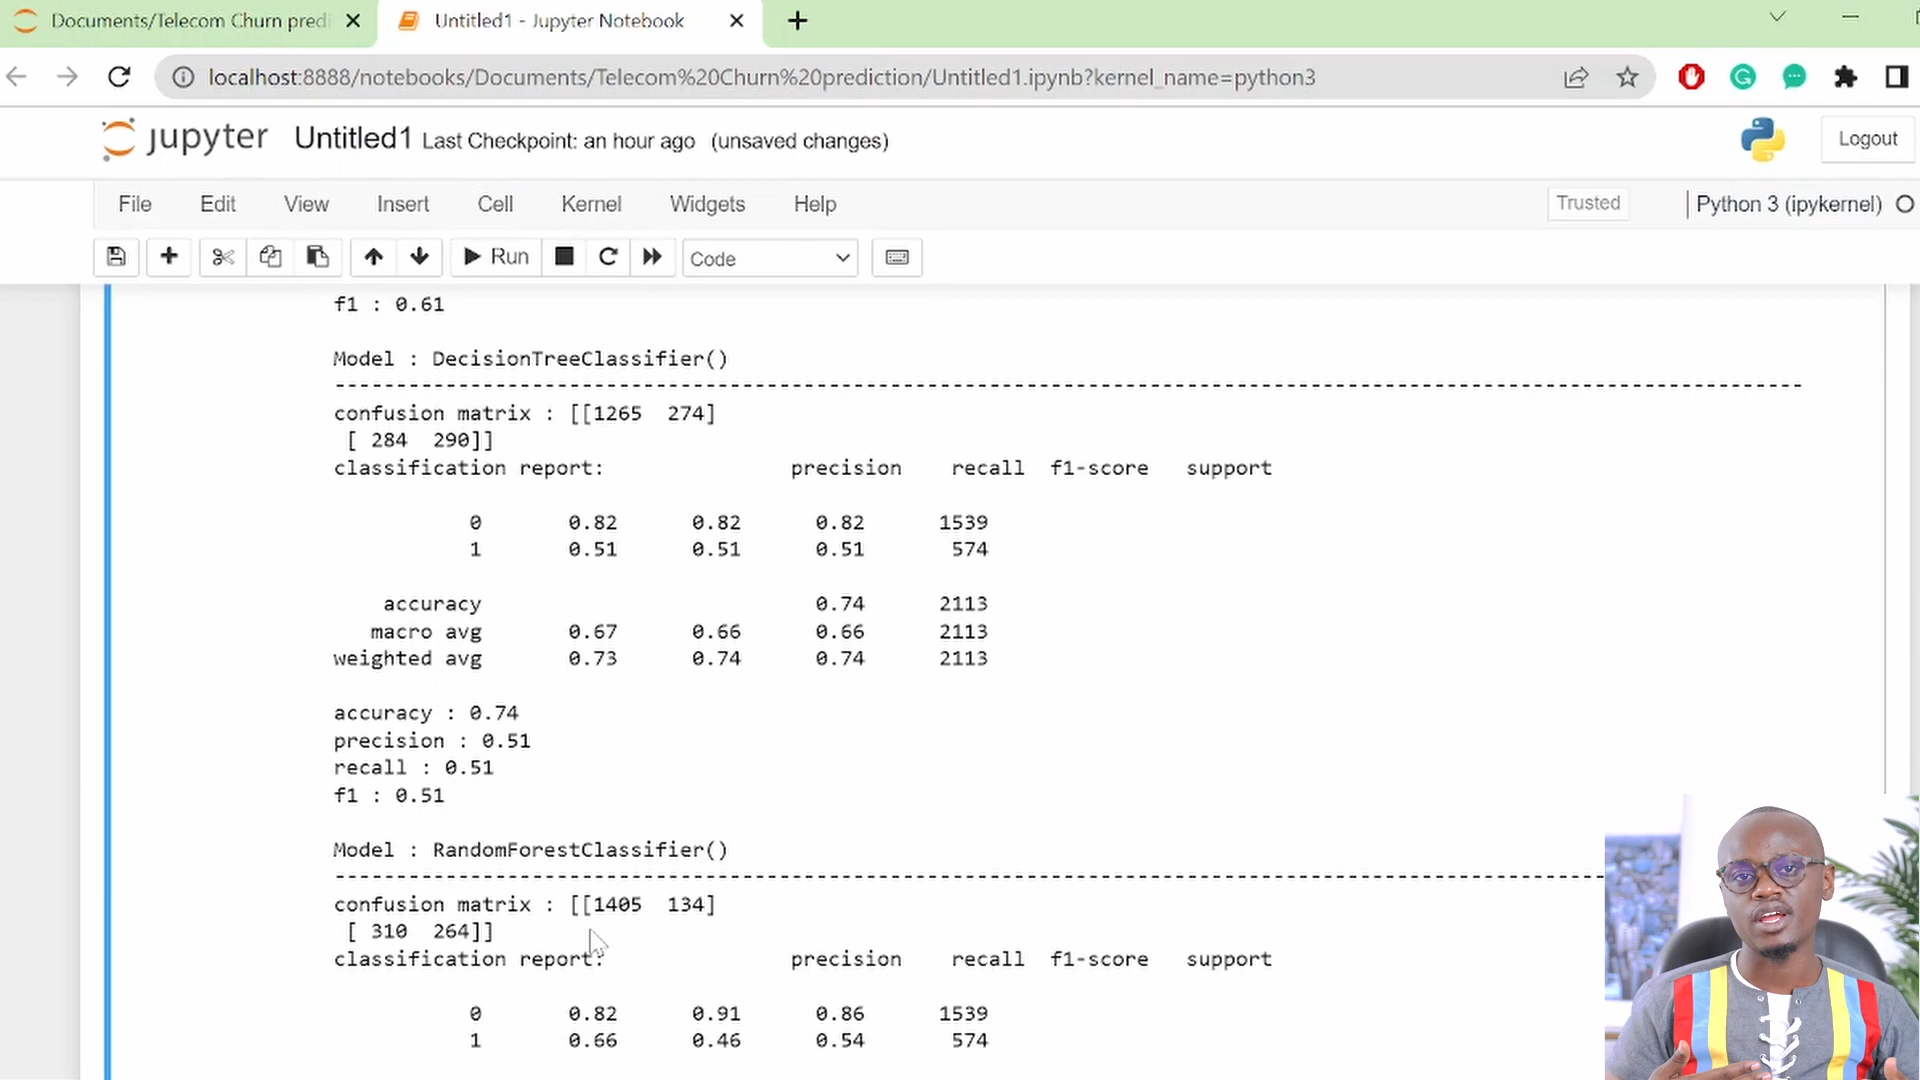 Documents/Telecom Churn predi
Untitled1 - Jupyter Notebook
localhost:8888/notebooks/Documents/Telecom%20Churn%20prediction/Untitled1.ipynb?kernel_name=python3
jupyter Untitled1 Last Checkpoint: an hour ago (unsaved changes)
Logout
File Edit View Insert Cell Kernel Widgets Help
Trusted
Python 3 (ipykernel)
Run
Code
f1 : 0.61
Model : DecisionTreeClassifier()
------------------------------------------------------------------------------------------------------------------------
confusion matrix : [[1265  274]
 [ 284  290]]
classification report:               precision    recall  f1-score   support
           0       0.82      0.82      0.82      1539
           1       0.51      0.51      0.51       574
    accuracy                           0.74      2113
   macro avg       0.67      0.66      0.66      2113
weighted avg       0.73      0.74      0.74      2113
accuracy : 0.74
precision : 0.51
recall : 0.51
f1 : 0.51
Model : RandomForestClassifier()
--------------------------------------------------------------------------------------------------------
confusion matrix : [[1405  134]
 [ 310  264]]
classification report:               precision    recall  f1-score   support
           0       0.82      0.91      0.86      1539
           1       0.66      0.46      0.54       574